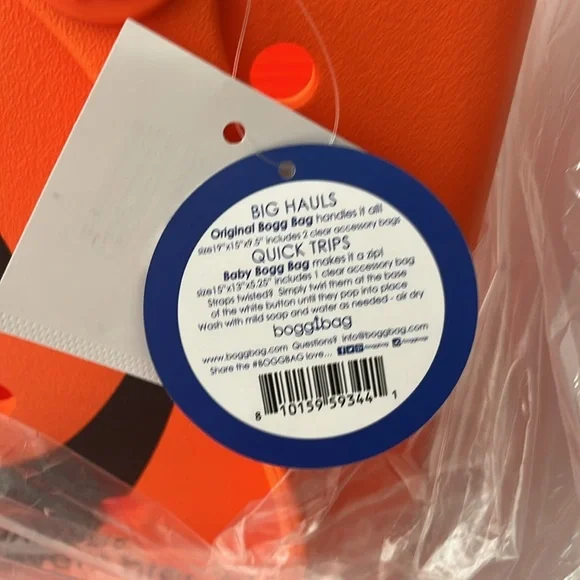 BIG HAULS
Original Bogg Bag handles it all!
size19"x15"x9.5" includes 2 clear accessory bags
QUICK TRIPS
Baby Bogg Bag makes it a zip!
size15"x13"x5.25" includes 1 clear accessory bag
Straps twisted? Simply twirl them at the base
of the white button until they pop into place
Wash with mild soap and water as needed - air dry
bogg bag
www.boggbag.com Questions? info@boggbag.com
Share the #BOGGBAG love...
8 10159 59344 1